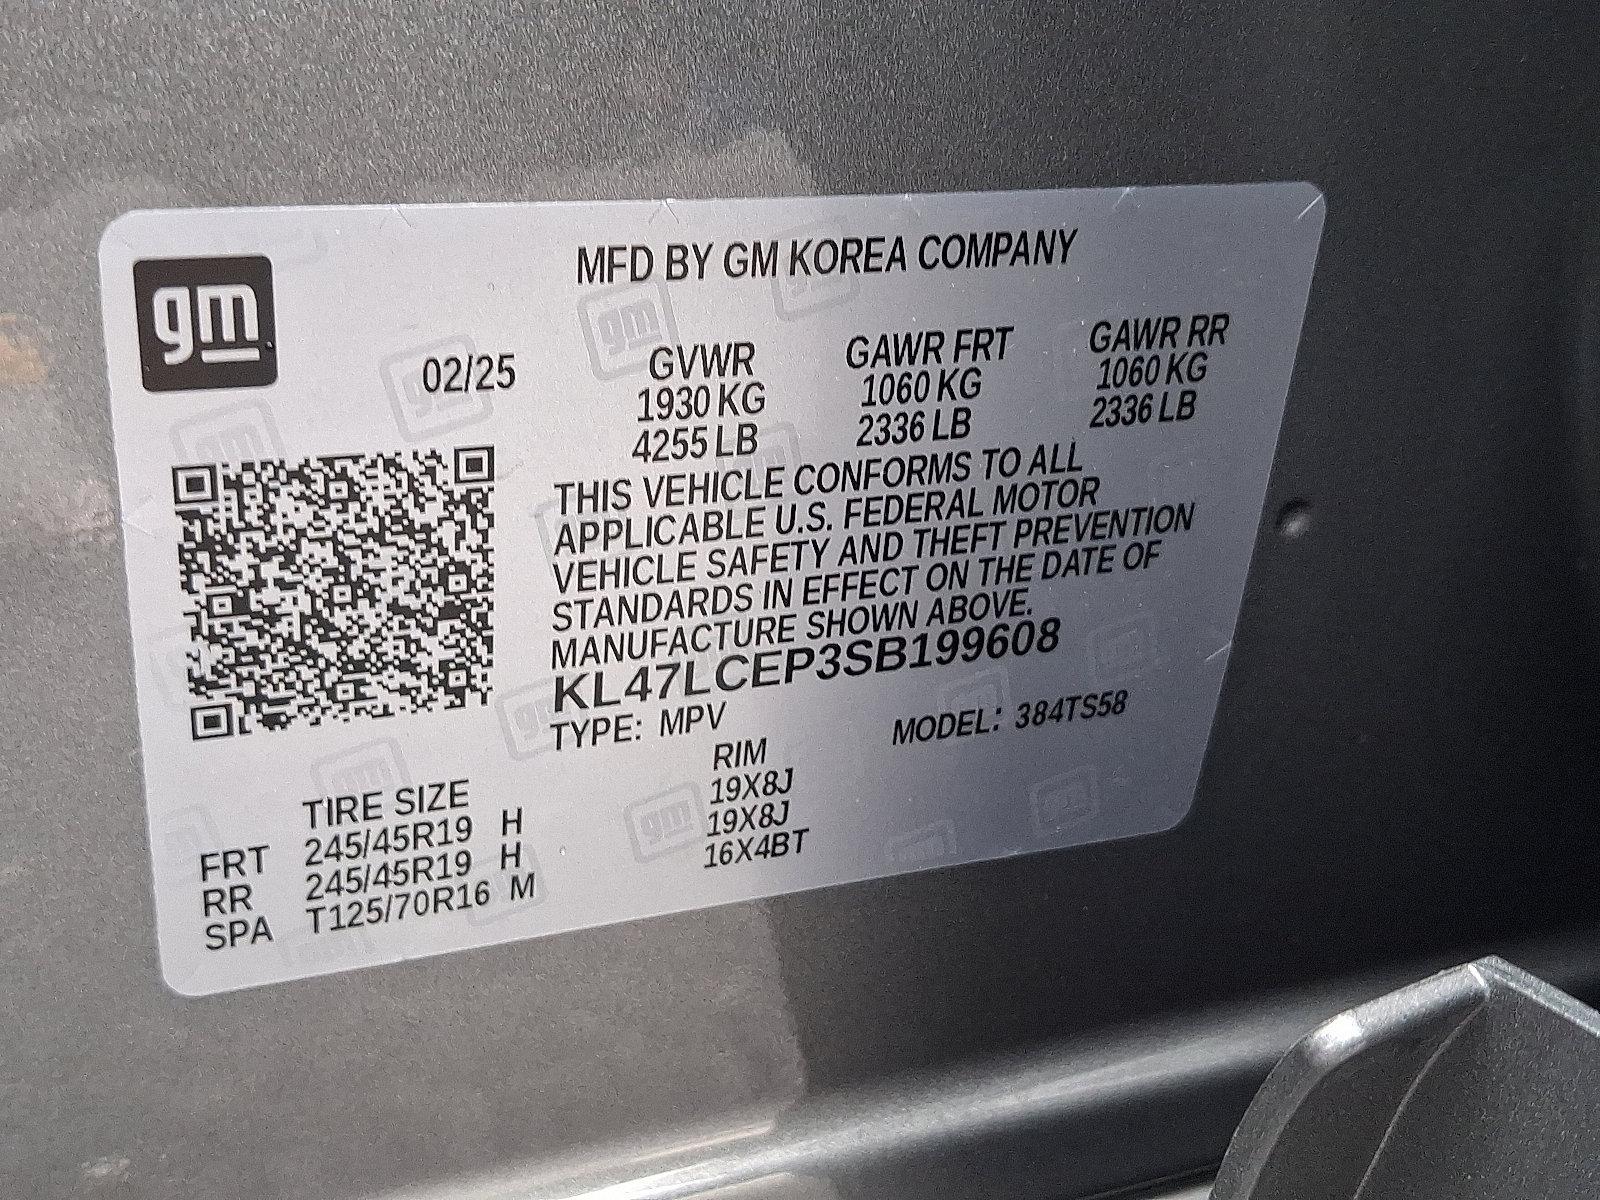 gm
MFD BY GM KOREA COMPANY
02/25
GVWR GAWR FRT GAWR RR
1930 KG 1060 KG 1060 KG
4255 LB 2336 LB 2336 LB
THIS VEHICLE CONFORMS TO ALL
APPLICABLE U.S. FEDERAL MOTOR
VEHICLE SAFETY AND THEFT PREVENTION
STANDARDS IN EFFECT ON THE DATE OF
MANUFACTURE SHOWN ABOVE.
KL47LCEP3SB199608
TYPE: MPV MODEL: 384TS58
TIRE SIZE RIM
FRT 245/45R19 H 19X8J
RR 245/45R19 H 19X8J
SPA T125/70R16 M 16X4BT